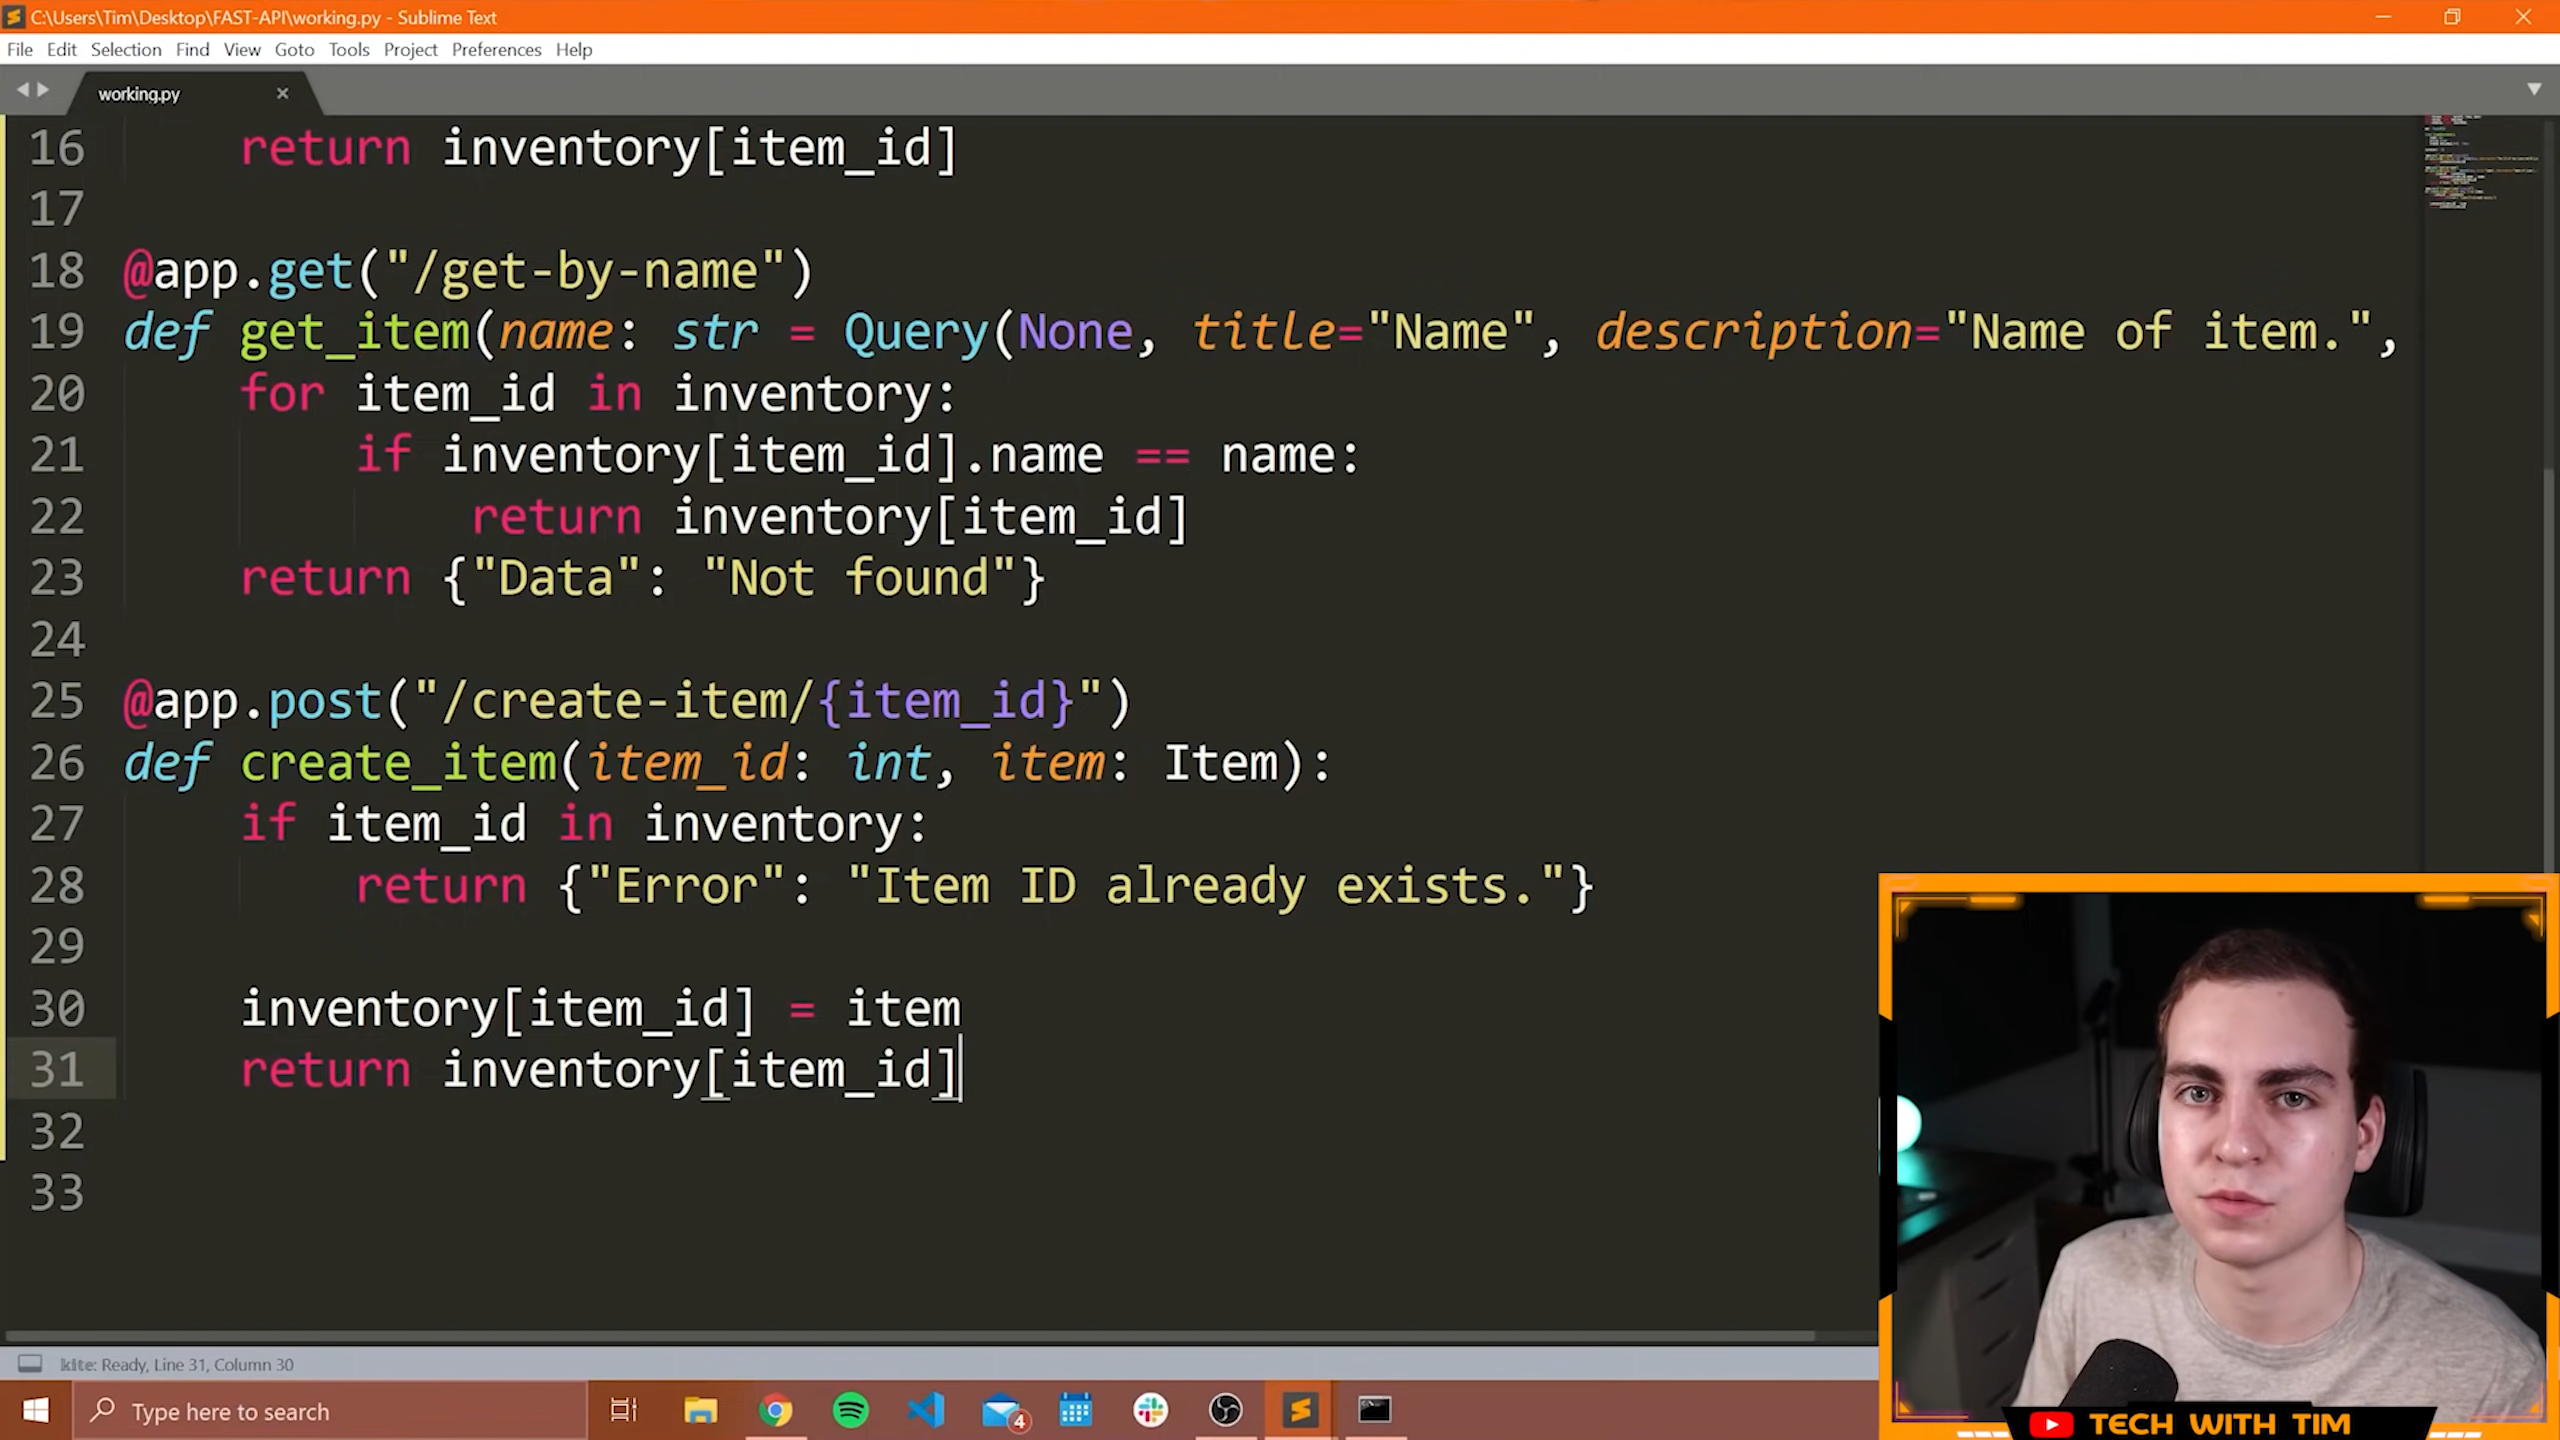 C:\Users\Tim\Desktop\FAST-API\working.py - Sublime Text
File Edit Selection Find View Goto Tools Project Preferences Help
working.py
16 return inventory[item_id]
17
18 @app.get("/get-by-name")
19 def get_item(name: str = Query(None, title="Name", description="Name of item.",
20 for item_id in inventory:
21 if inventory[item_id].name == name:
22 return inventory[item_id]
23 return {"Data": "Not found"}
24
25 @app.post("/create-item/{item_id}")
26 def create_item(item_id: int, item: Item):
27 if item_id in inventory:
28 return {"Error": "Item ID already exists."}
29
30 inventory[item_id] = item
31 return inventory[item_id]
32
33
kite: Ready, Line 31, Column 30
Type here to search
4
TECH WITH TIM